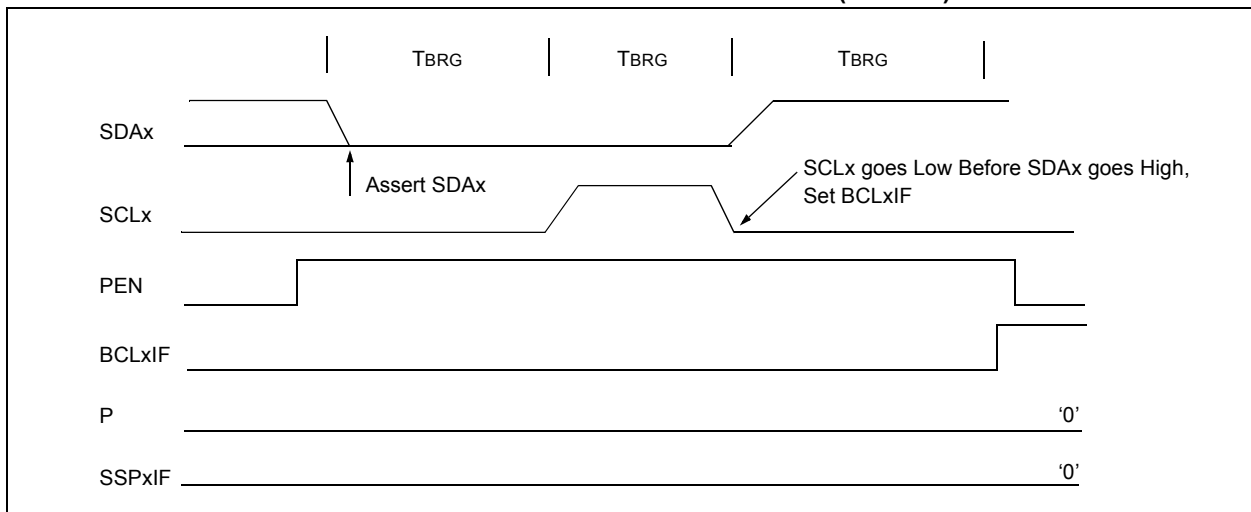 TBRG TBRG TBRG
SDAx
Assert SDAx
SCLx goes Low Before SDAx goes High,
Set BCLxIF
SCLx
PEN
BCLxIF
P ‘0’
SSPxIF ‘0’